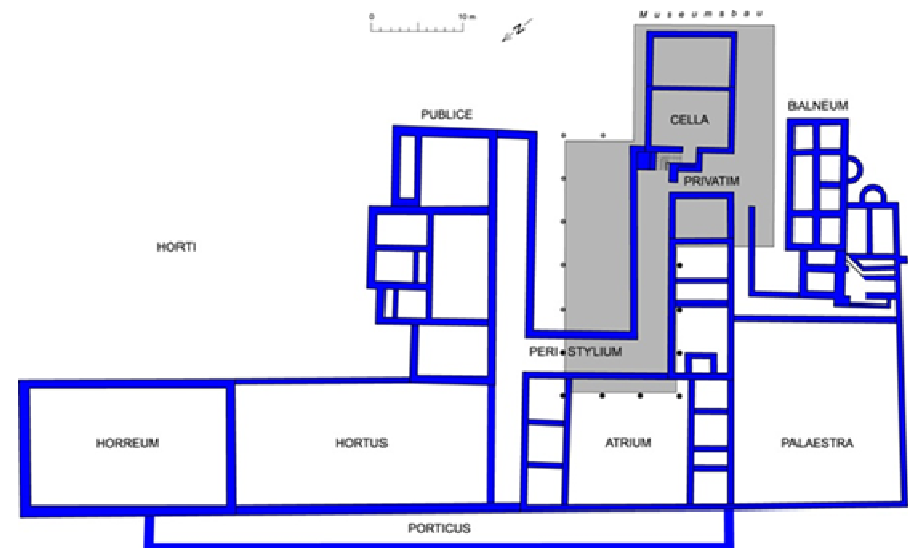 Museumsbau
0 10 m
N
PUBLICE
BALNEUM
CELLA
PRIVATIM
HORTI
PERI STYLIUM
HORREUM
HORTUS
ATRIUM
PALAESTRA
PORTICUS